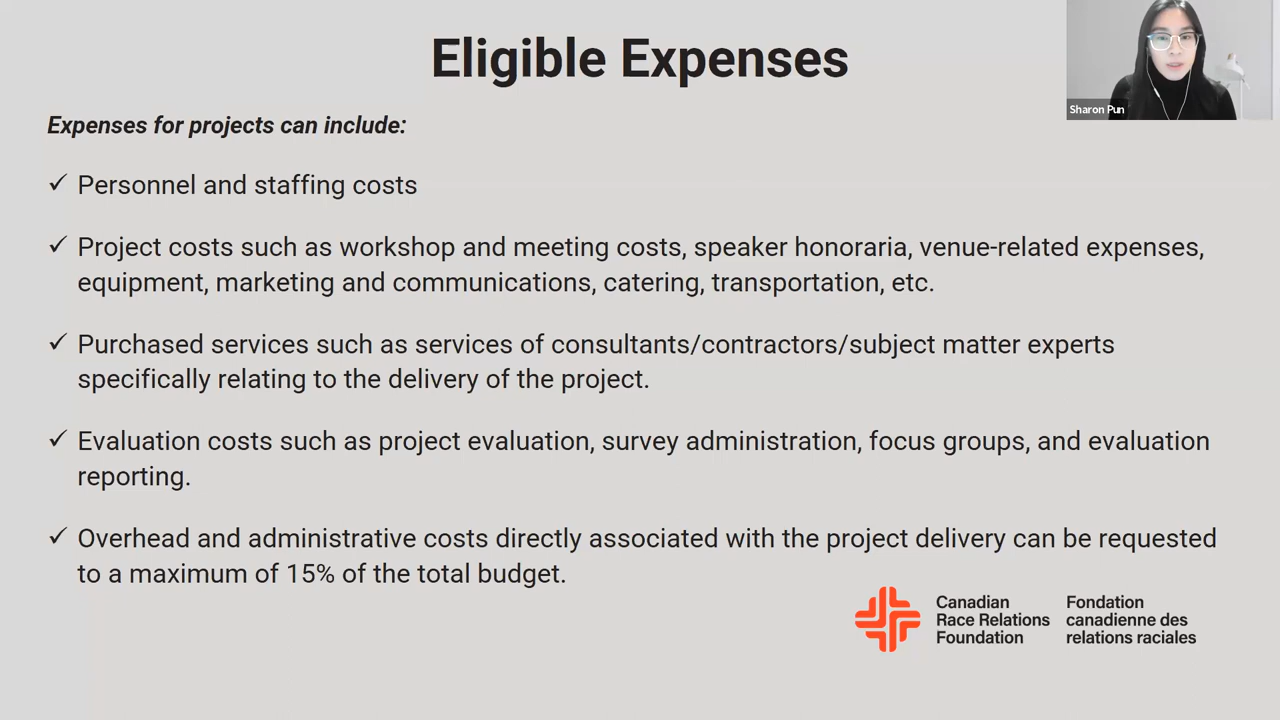 Eligible Expenses
Sharon Pun
Expenses for projects can include:
✓ Personnel and staffing costs
✓ Project costs such as workshop and meeting costs, speaker honoraria, venue-related expenses,
equipment, marketing and communications, catering, transportation, etc.
✓ Purchased services such as services of consultants/contractors/subject matter experts
specifically relating to the delivery of the project.
✓ Evaluation costs such as project evaluation, survey administration, focus groups, and evaluation
reporting.
✓ Overhead and administrative costs directly associated with the project delivery can be requested
to a maximum of 15% of the total budget.
Canadian
Race Relations
Foundation
Fondation
canadienne des
relations raciales